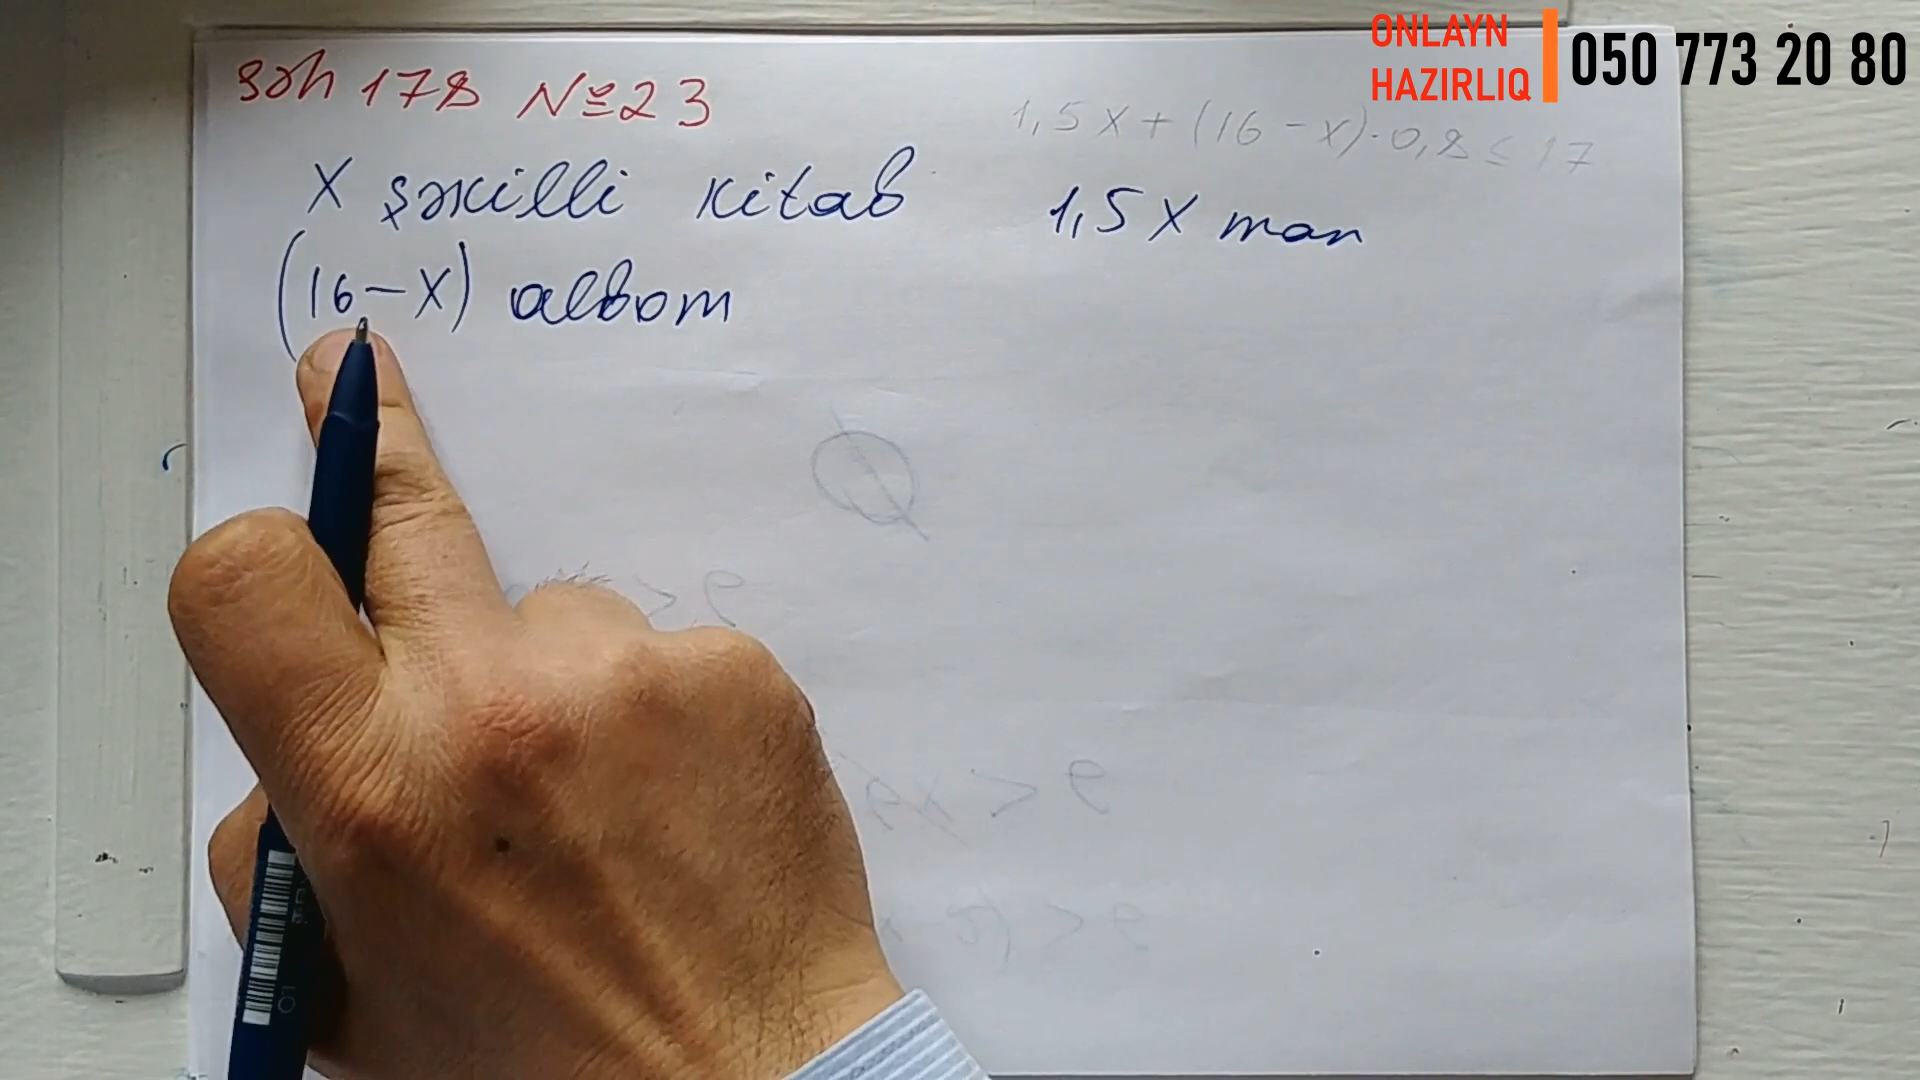 ONLAYN
HAZIRLIQ
050 773 20 80
səh 178 №23
1,5x+(16-x)·0,8≤17
x şəkilli kitab 1,5x man
(16-x) albom
>e
>e
>e
LO